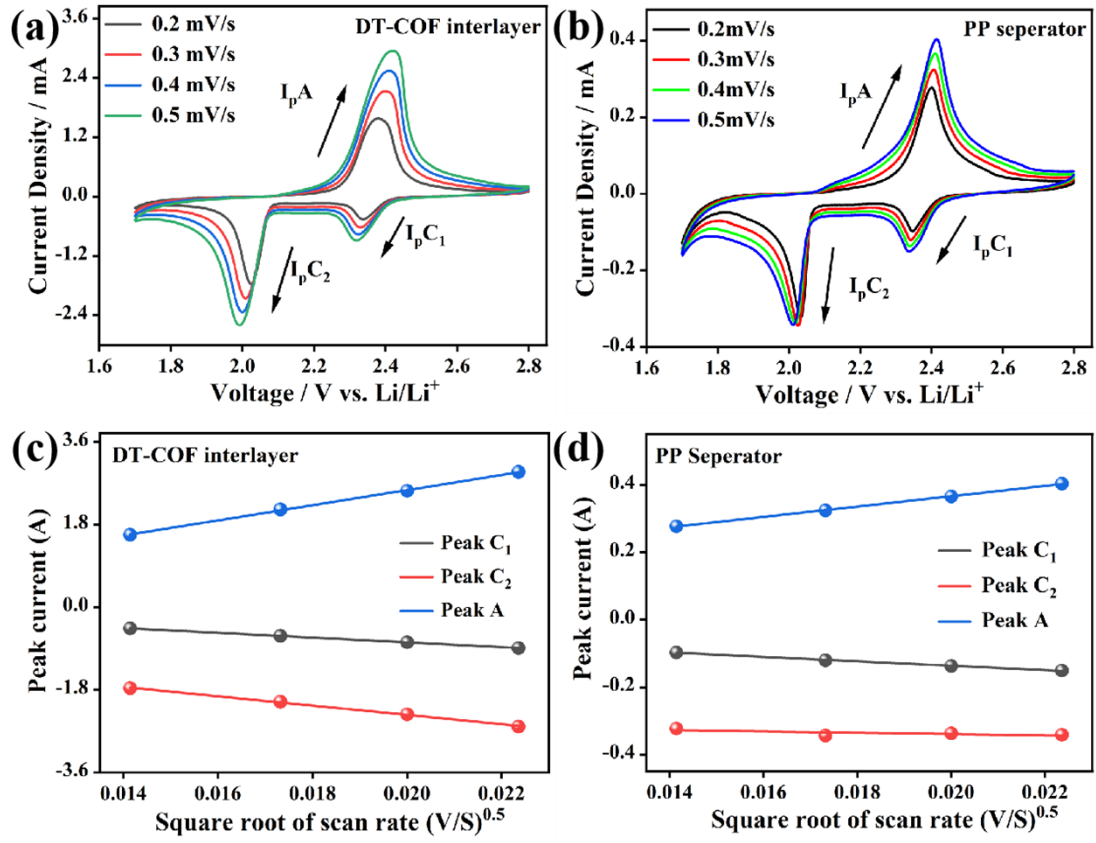 (a)
DT-COF interlayer
0.2 mV/s
0.3 mV/s
0.4 mV/s
0.5 mV/s
IpA
IpC1
IpC2
3.6
2.4
1.2
0.0
-1.2
-2.4
Current Density / mA
1.6 1.8 2.0 2.2 2.4 2.6 2.8
Voltage / V vs. Li/Li+
(b)
PP seperator
0.2mV/s
0.3mV/s
0.4mV/s
0.5mV/s
IpA
IpC1
IpC2
0.4
0.2
0.0
-0.2
-0.4
Current Density / mA
1.6 1.8 2.0 2.2 2.4 2.6 2.8
Voltage / V vs. Li/Li+
(c)
DT-COF interlayer
Peak C1
Peak C2
Peak A
3.6
1.8
0.0
-1.8
-3.6
Peak current (A)
0.014 0.016 0.018 0.020 0.022
Square root of scan rate (V/S)0.5
(d)
PP Seperator
Peak C1
Peak C2
Peak A
0.4
0.2
0.0
-0.2
-0.4
Peak current (A)
0.014 0.016 0.018 0.020 0.022
Square root of scan rate (V/S)0.5